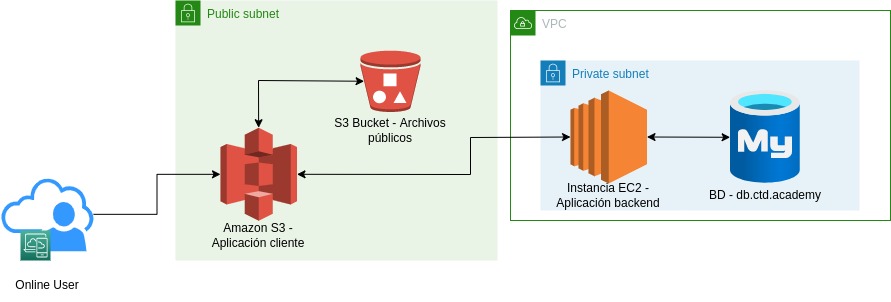 Public subnet
VPC
Private subnet
S3 Bucket - Archivos
públicos
My
Instancia EC2 -
Aplicación backend
BD - db.ctd.academy
Amazon S3 -
Aplicación cliente
Online User